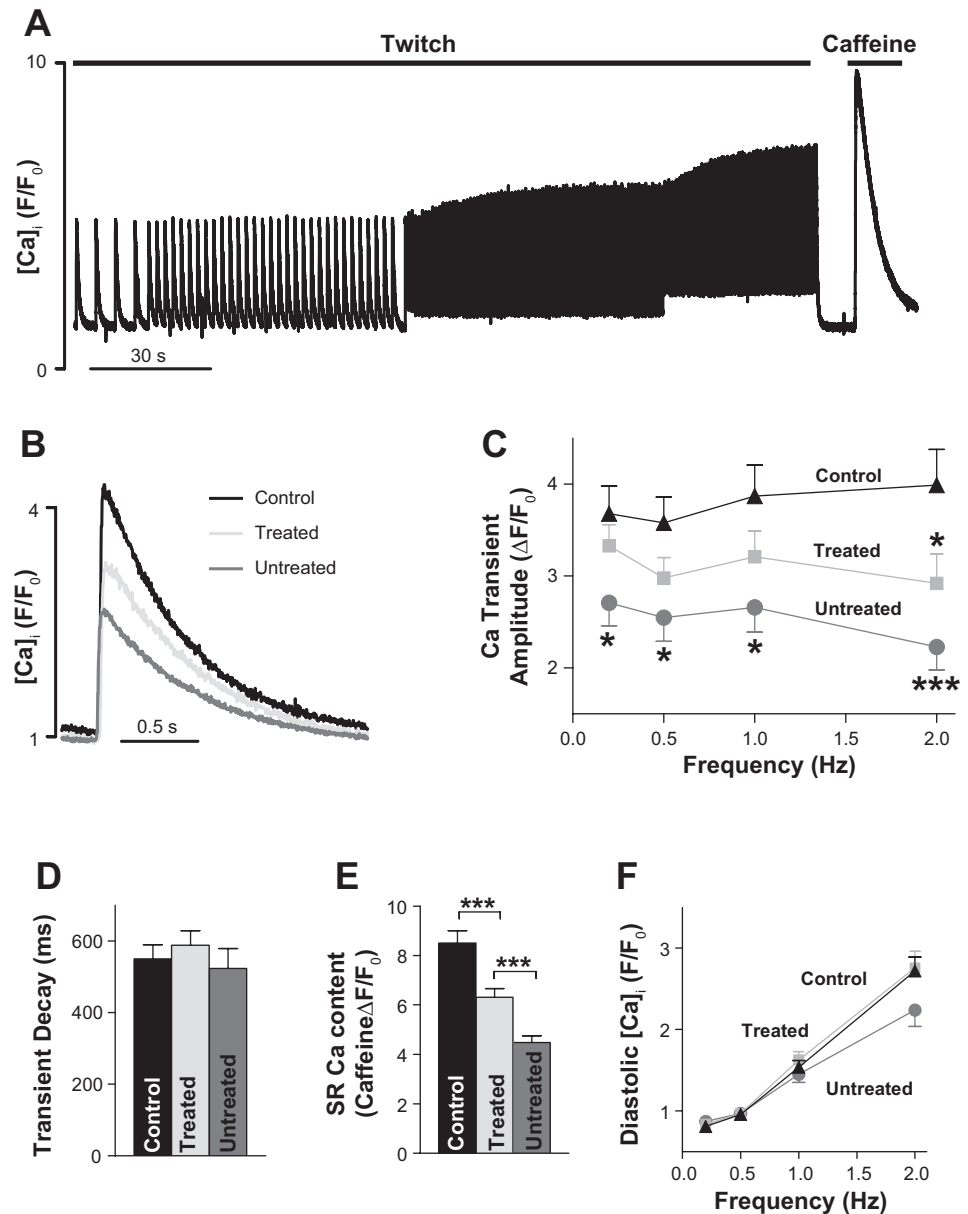 A
Twitch
Caffeine
10
[Ca]i (F/F0)
0
30 s
B
4
[Ca]i (F/F0)
1
0.5 s
Control
Treated
Untreated
C
4
3
2
Ca Transient
Amplitude (ΔF/F0)
Control
*
Treated
Untreated
* * * ***
0.0 0.5 1.0 1.5 2.0
Frequency (Hz)
D
600
400
200
0
Transient Decay (ms)
Control
Treated
Untreated
E
10
8
6
4
2
0
SR Ca content
(CaffeineΔF/F0)
***
***
Control
Treated
Untreated
F
3
2
1
Diastolic [Ca]i (F/F0)
Control
Treated
Untreated
0.0 0.5 1.0 1.5 2.0
Frequency (Hz)